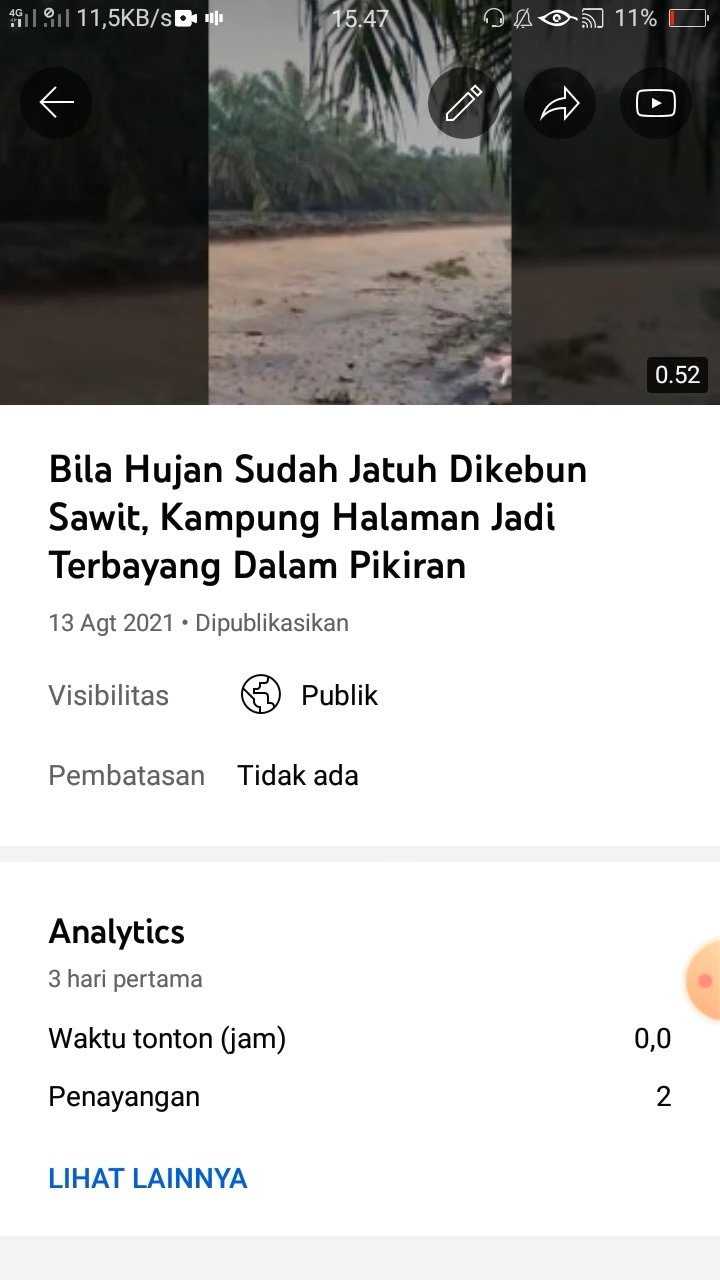 4G 11,5KB/s 15.47 11%
0.52
Bila Hujan Sudah Jatuh Dikebun
Sawit, Kampung Halaman Jadi
Terbayang Dalam Pikiran
13 Agt 2021 • Dipublikasikan
Visibilitas Publik
Pembatasan Tidak ada
Analytics
3 hari pertama
Waktu tonton (jam) 0,0
Penayangan 2
LIHAT LAINNYA